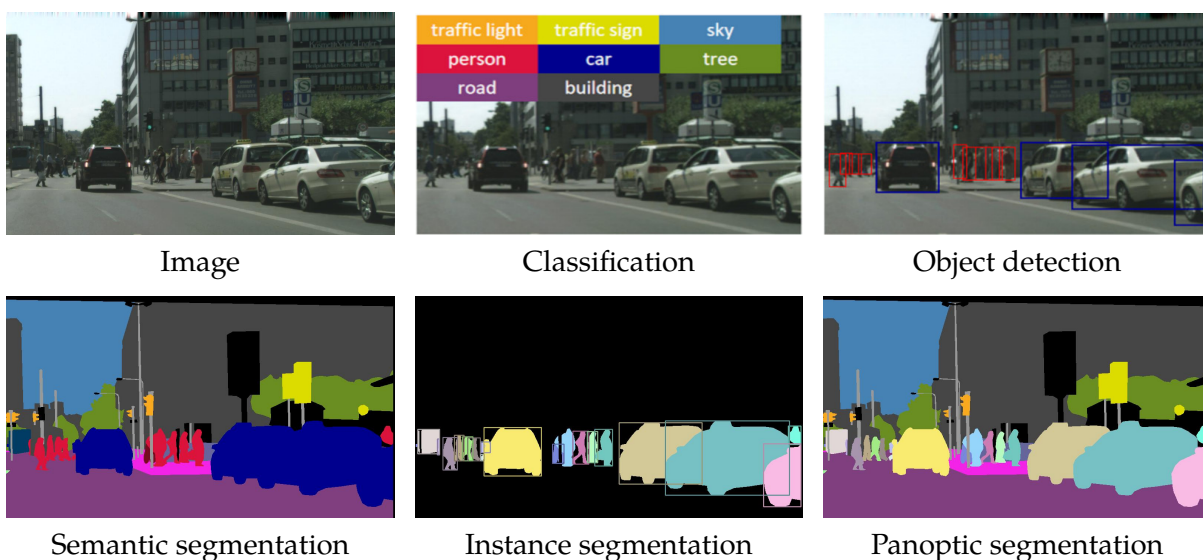 traffic light traffic sign sky
person car tree
road building
S
U
Image Classification Object detection
Semantic segmentation Instance segmentation Panoptic segmentation